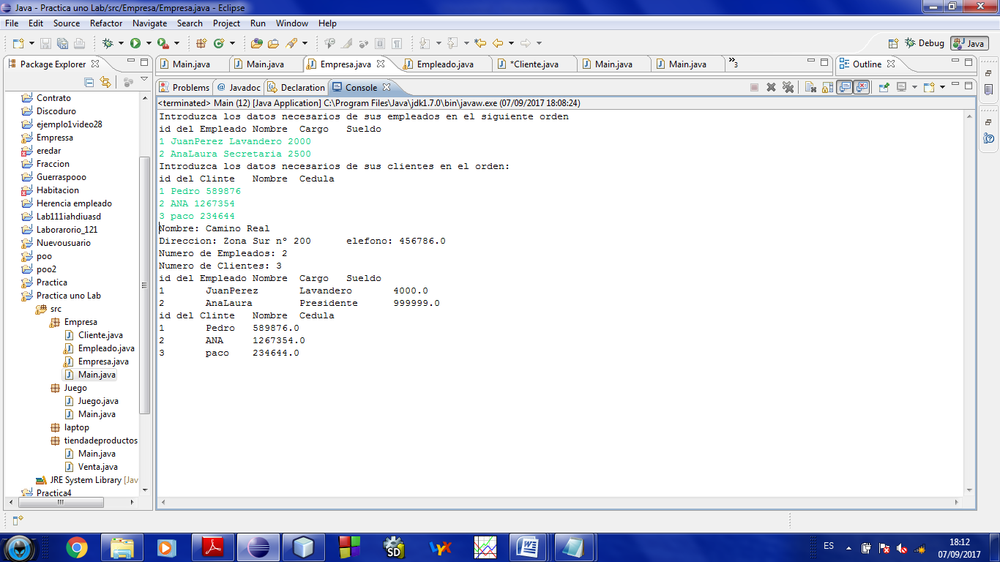 Java - Practica uno Lab/src/Empresa/Empresa.java - Eclipse
File Edit Source Refactor Navigate Search Project Run Window Help
Debug Java
Package Explorer
Main.java Main.java Empresa.java Empleado.java *Cliente.java Main.java Main.java »3
Outline
Problems @ Javadoc Declaration Console
<terminated> Main (12) [Java Application] C:\Program Files\Java\jdk1.7.0\bin\javaw.exe (07/09/2017 18:08:24)
Contrato
Discoduro
ejemplo1video28
Empressa
eredar
Fraccion
Guerraspooo
Habitacion
Herencia empleado
Lab111iahdiuasd
Laborarorio_121
Nuevousuario
poo
poo2
Practica
Practica uno Lab
src
Empresa
Cliente.java
Empleado.java
Empresa.java
Main.java
Juego
Juego.java
Main.java
laptop
tiendadeproductos
Main.java
Venta.java
JRE System Library [Jav
Practica4
Introduzca los datos necesarios de sus empleados en el siguiente orden
id del Empleado Nombre Cargo Sueldo
1 JuanPerez Lavandero 2000
2 AnaLaura Secretaria 2500
Introduzca los datos necesarios de sus clientes en el orden:
id del Clinte Nombre Cedula
1 Pedro 589876
2 ANA 1267354
3 paco 234644
Nombre: Camino Real
Direccion: Zona Sur nº 200 elefono: 456786.0
Numero de Empleados: 2
Numero de Clientes: 3
id del Empleado Nombre Cargo Sueldo
1 JuanPerez Lavandero 4000.0
2 AnaLaura Presidente 999999.0
id del Clinte Nombre Cedula
1 Pedro 589876.0
2 ANA 1267354.0
3 paco 234644.0
SD
LyX
W
ES
18:12
07/09/2017